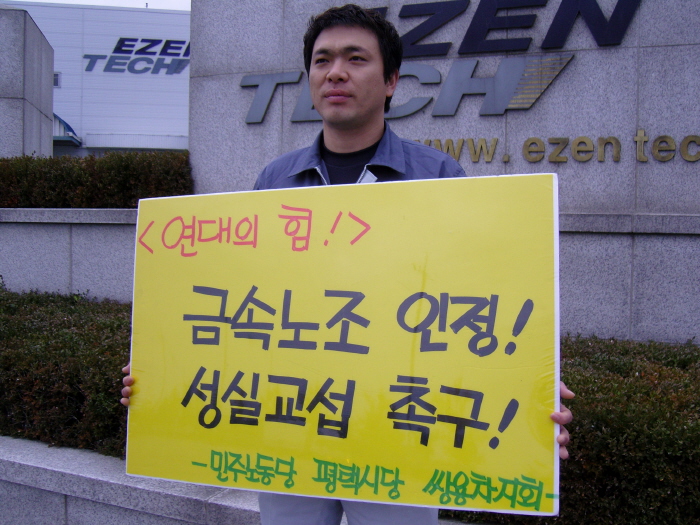 EZEN
TECH
EZEN
TECH
www.ezen tec
<연대의 힘!>
금속노조 인정!
성실교섭 촉구!
-민주노동당 평택시당 쌍용차지회-